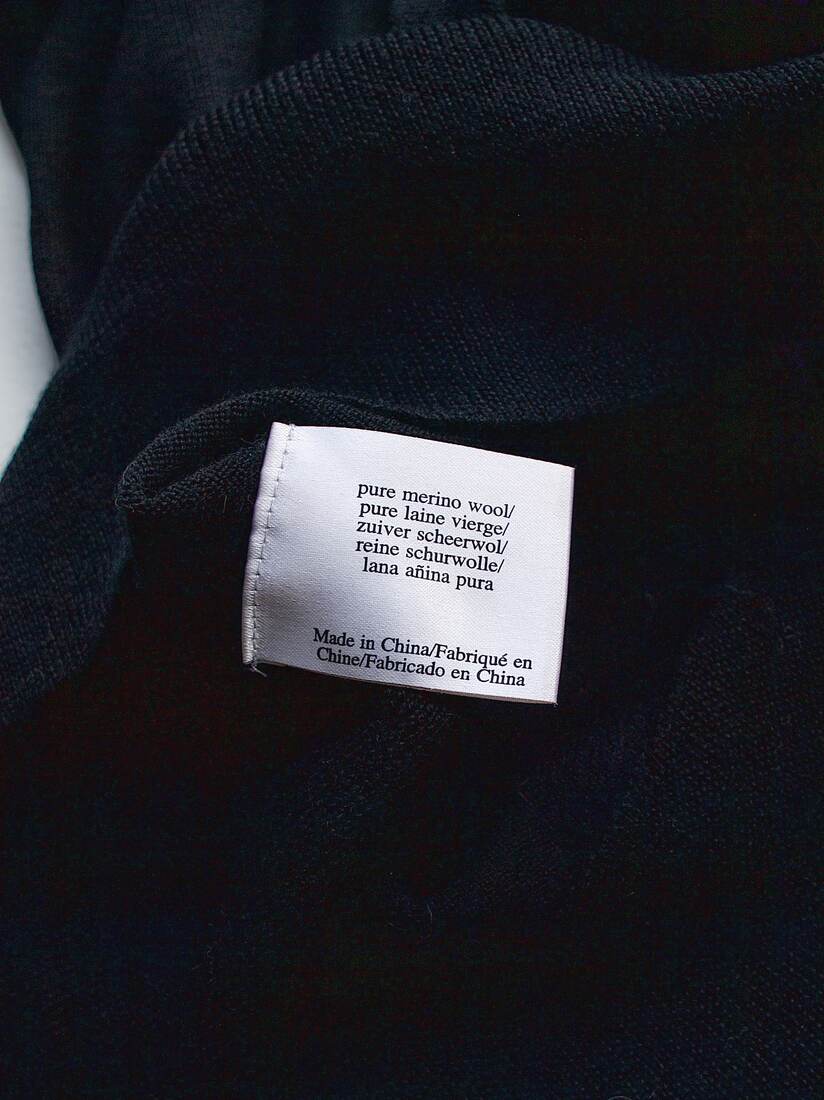 pure merino wool/
pure laine vierge/
zuiver scheerwol/
reine schurwolle/
lana añina pura
Made in China/Fabriqué en
Chine/Fabricado en China